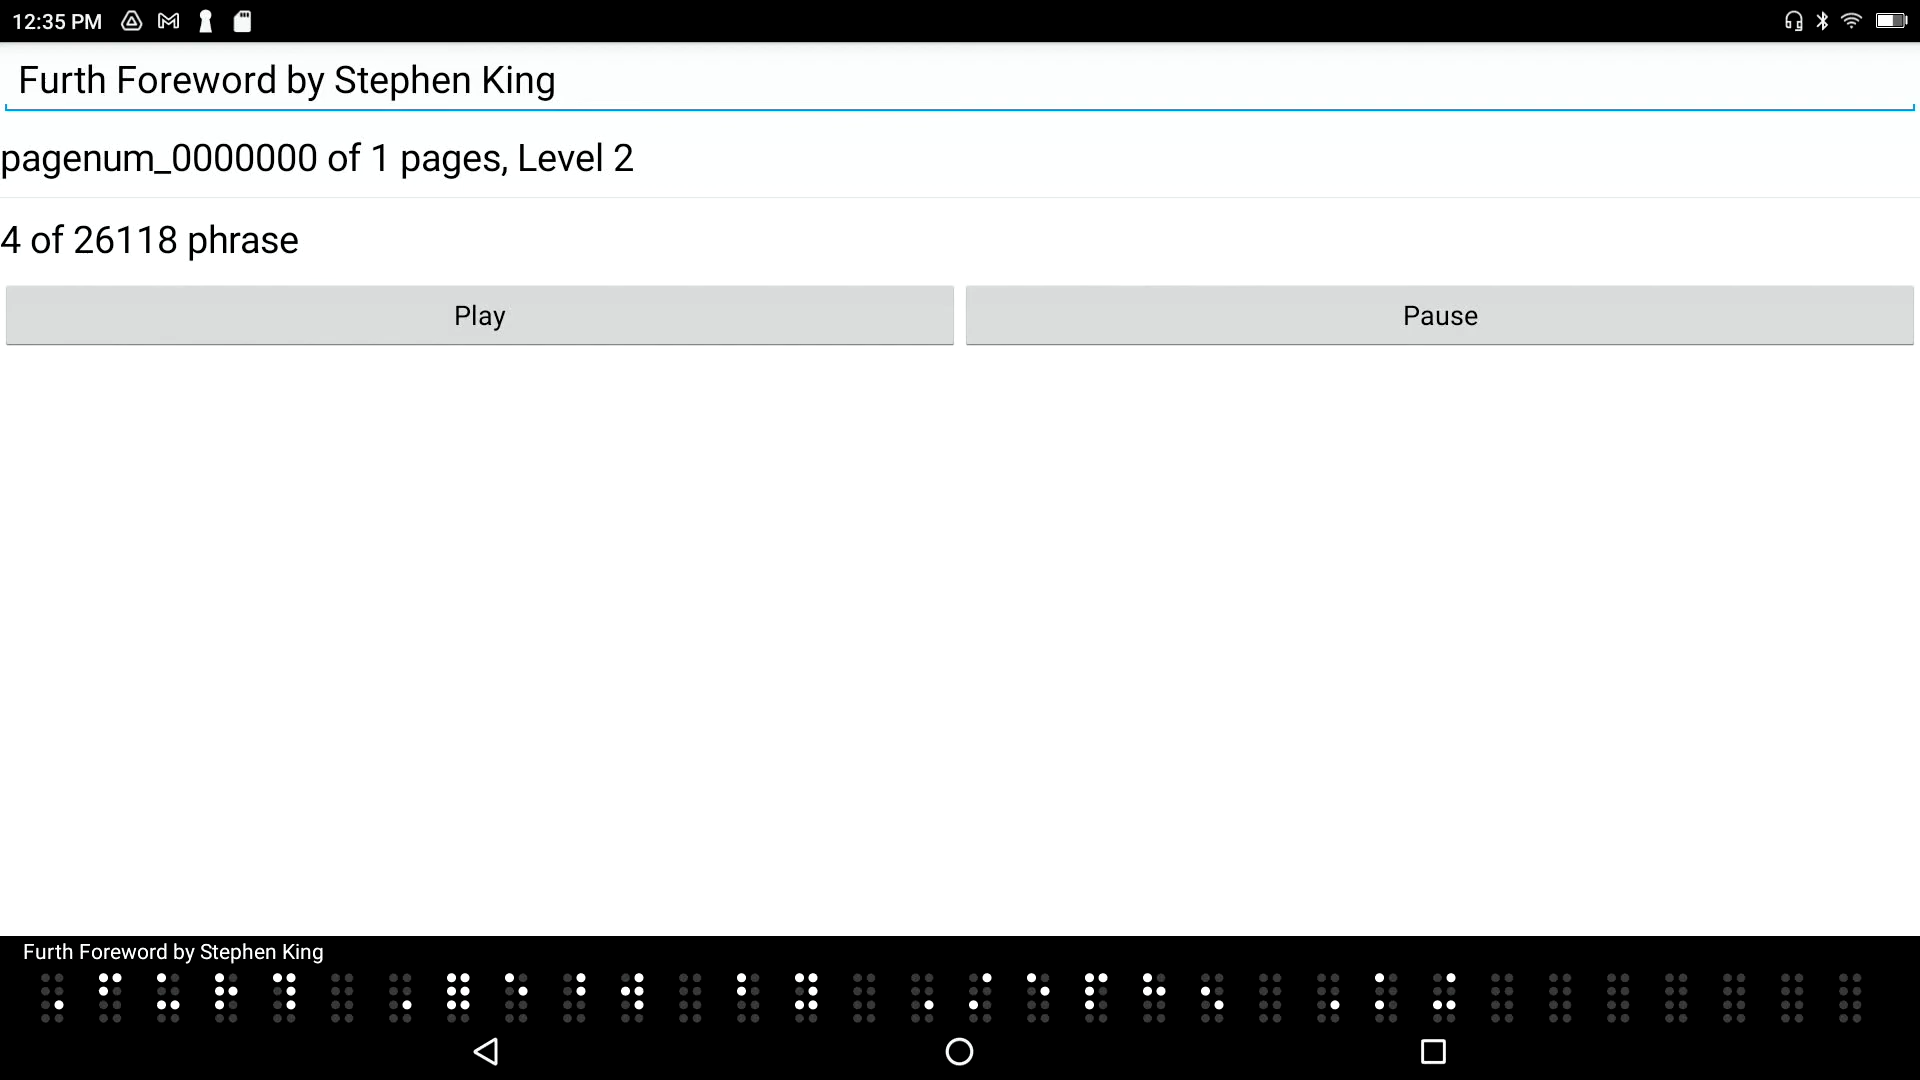 12:35 PM
Furth Foreword by Stephen King
pagenum_0000000 of 1 pages, Level 2
4 of 26118 phrase
Play
Pause
Furth Foreword by Stephen King